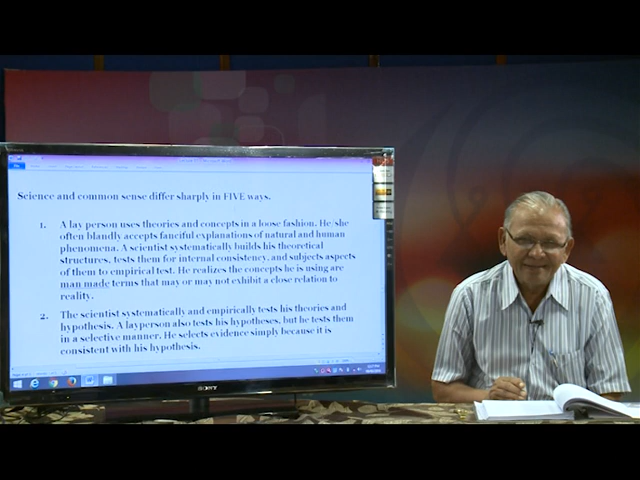 Science and common sense differ sharply in FIVE ways.
1. A lay person uses theories and concepts in a loose fashion. He/she
often blandly accepts fanciful explanations of natural and human
phenomena. A scientist systematically builds his theoretical
structures, tests them for internal consistency, and subjects aspects
of them to empirical test. He realizes the concepts he is using are
man made terms that may or may not exhibit a close relation to
reality.
2. The scientist systematically and empirically tests his theories and
hypothesis. A layperson also tests his hypotheses, but he tests them
in a selective manner. He selects evidence simply because it is
consistent with his hypothesis.
SONY